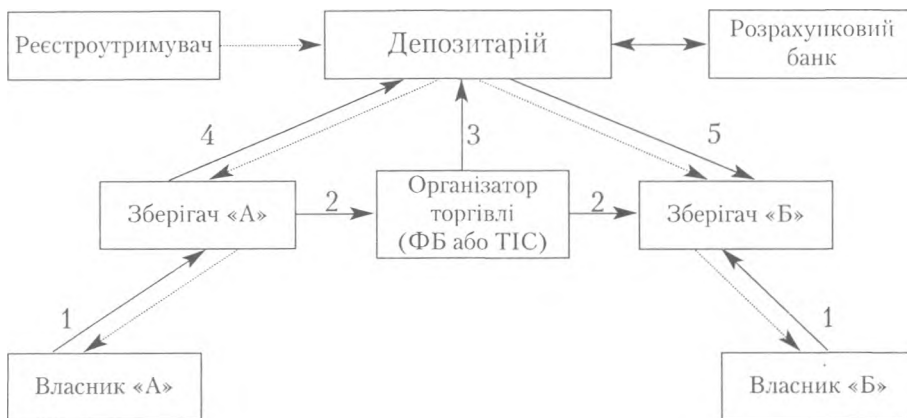 Реєстроутримувач
Депозитарій
Розрахунковий
банк
4
3
5
Зберігач «А»
2
Організатор
торгівлі
(ФБ або ТІС)
2
Зберігач «Б»
1
1
Власник «А»
Власник «Б»